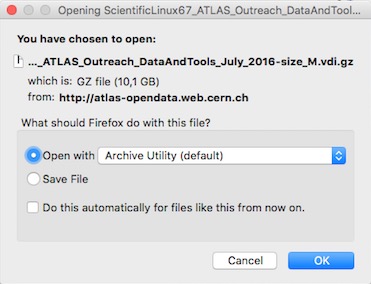 Opening ScientificLinux67_ATLAS_Outreach_DataAndTool...
You have chosen to open:
..._ATLAS_Outreach_DataAndTools_July_2016-size_M.vdi.gz
which is: GZ file (10,1 GB)
from: http://atlas-opendata.web.cern.ch
What should Firefox do with this file?
Open with Archive Utility (default)
Save File
Do this automatically for files like this from now on.
Cancel OK